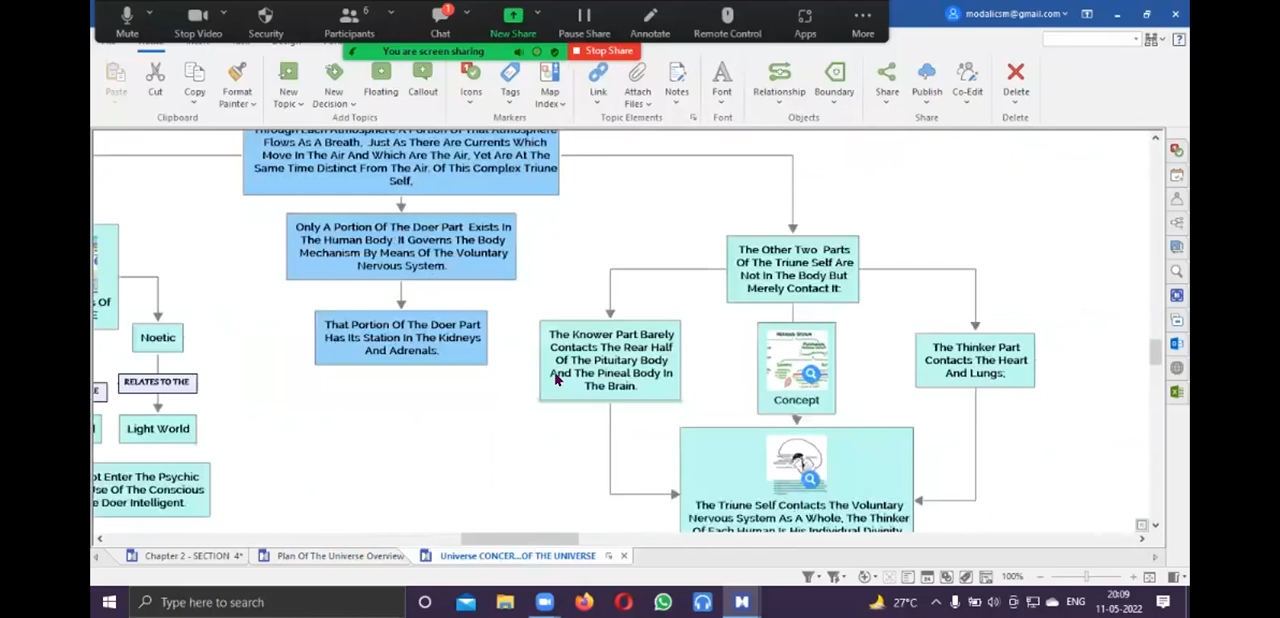 modalicsm@gmail.com
6
1
Mute
Stop Video
Security
Participants
Chat
New Share
Pause Share
Annotate
Remote Control
Apps
More
You are screen sharing
Stop Share
Paste
Cut
Copy
Format
Painter
New
Topic
New
Decision
Floating
Callout
Icons
Tags
Map
Index
Link
Attach
Files
Notes
Font
Relationship
Boundary
Share
Publish
Co-Edit
Delete
Clipboard
Add Topics
Markers
Topic Elements
Font
Objects
Share
Delete
Through Each Atmosphere A Portion Of That Atmosphere
Flows As A Breath, Just As There Are Currents Which
Move In The Air And Which Are The Air, Yet Are At The
Same Time Distinct From The Air. Of This Complex Triune
Self,
Only A Portion Of The Doer Part Exists In
The Human Body. It Governs The Body
Mechanism By Means Of The Voluntary
Nervous System.
That Portion Of The Doer Part
Has Its Station In The Kidneys
And Adrenals.
The Other Two Parts
Of The Triune Self Are
Not In The Body But
Merely Contact It:
The Knower Part Barely
Contacts The Rear Half
Of The Pituitary Body
And The Pineal Body In
The Brain.
Concept
The Thinker Part
Contacts The Heart
And Lungs;
The Triune Self Contacts The Voluntary
Nervous System As A Whole, The Thinker
Of Each Human Is His Individual Divinity
s Of
Noetic
RELATES TO THE
Light World
ot Enter The Psychic
se Of The Conscious
e Doer Intelligent.
Chapter 2 - SECTION 4*
Plan Of The Universe Overview
Universe CONCER...OF THE UNIVERSE
100%
Type here to search
27°C
ENG
20:09
11-05-2022